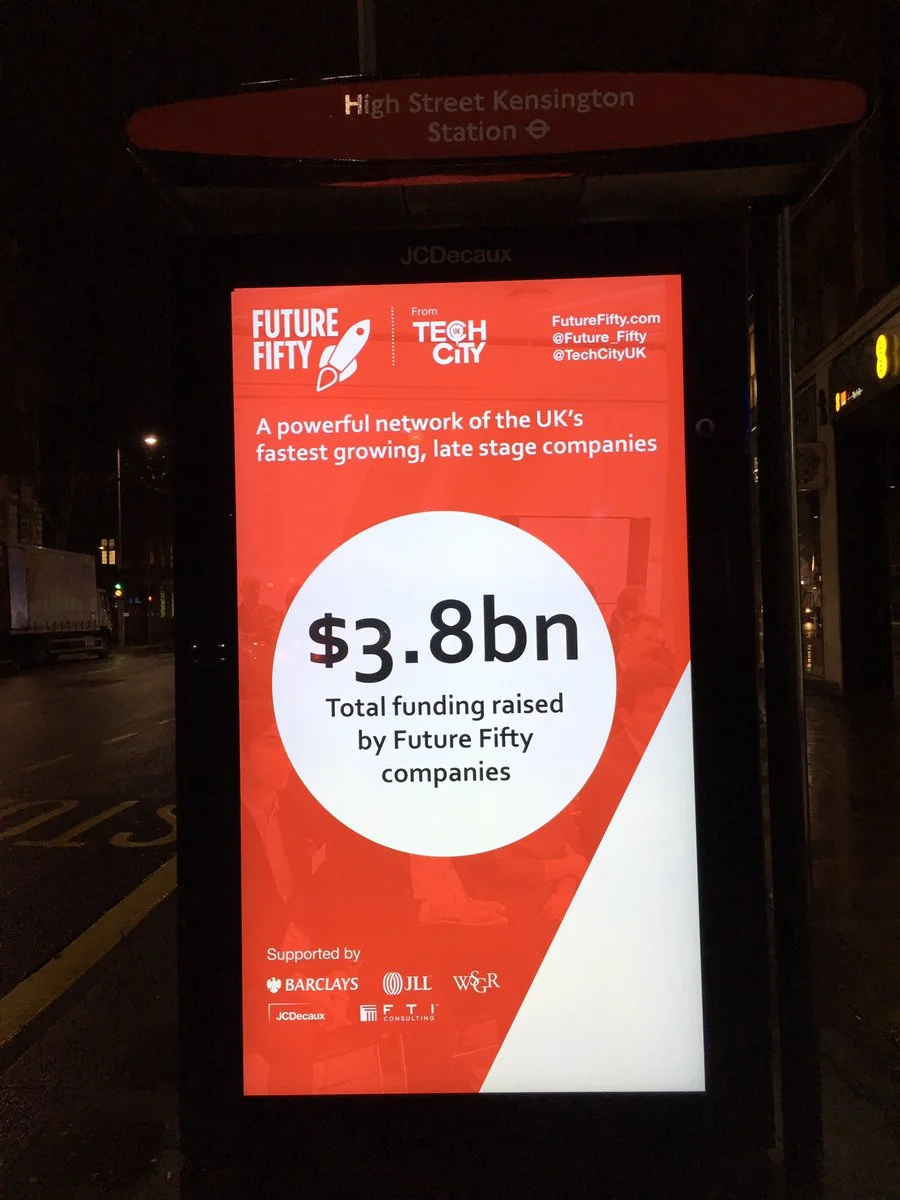 High Street Kensington
Station
JCDecaux
FUTURE
FIFTY
From
TECH
UK
CITY
FutureFifty.com
@Future_Fifty
@TechCityUK
A powerful network of the UK's
fastest growing, late stage companies
$3.8bn
Total funding raised
by Future Fifty
companies
Supported by
BARCLAYS
JLL
WSGR
JCDecaux
FTI
CONSULTING